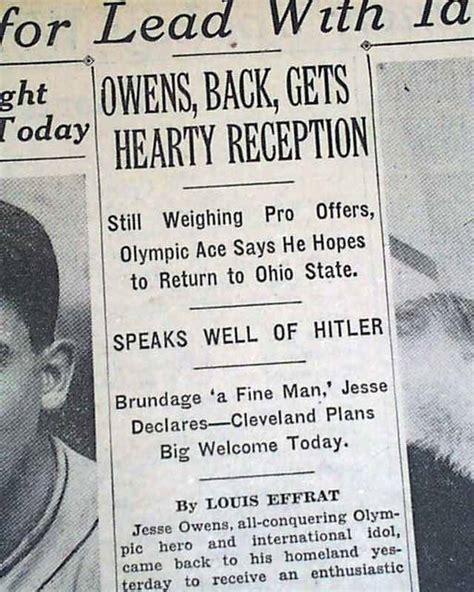 for Lead With Id
ght
Today
OWENS, BACK, GETS
HEARTY RECEPTION
Still Weighing Pro Offers,
Olympic Ace Says He Hopes
to Return to Ohio State.
SPEAKS WELL OF HITLER
Brundage 'a Fine Man,' Jesse
Declares—Cleveland Plans
Big Welcome Today.
By LOUIS EFFRAT
Jesse Owens, all-conquering Olym-
pic hero and international idol,
came back to his homeland yes-
terday to receive an enthusiastic